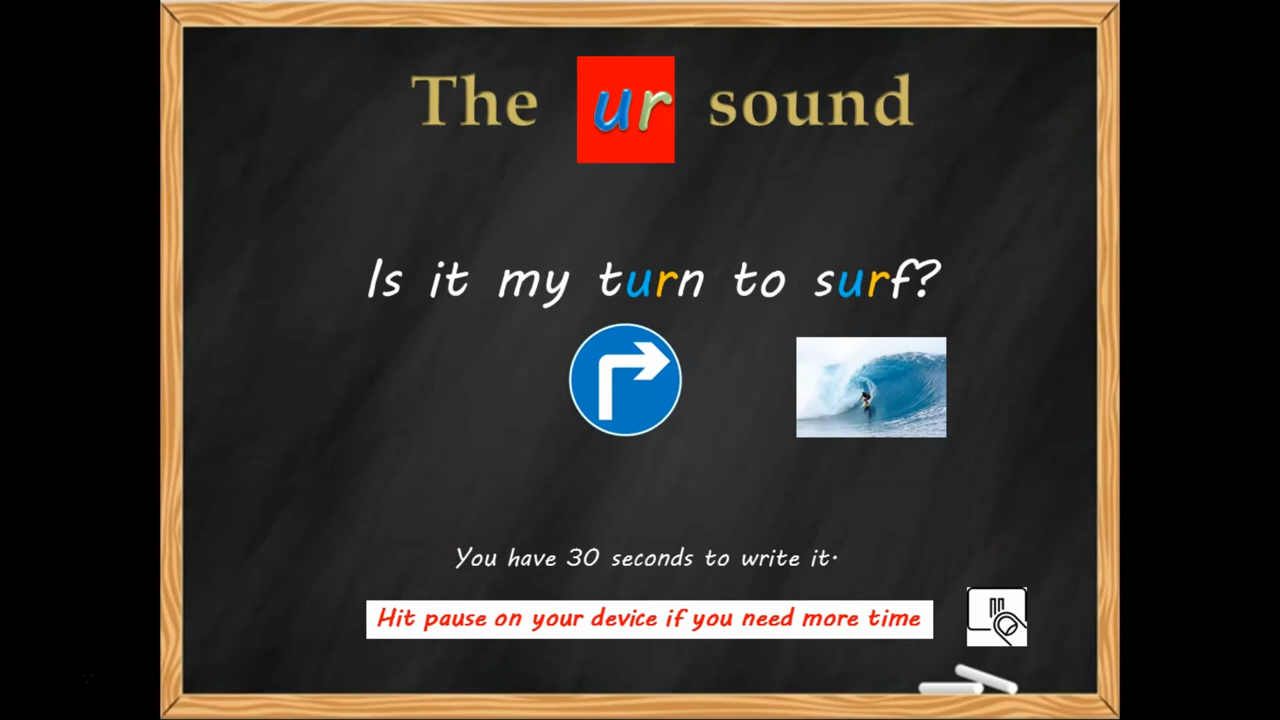 The ur sound
Is it my turn to surf?
You have 30 seconds to write it.
Hit pause on your device if you need more time